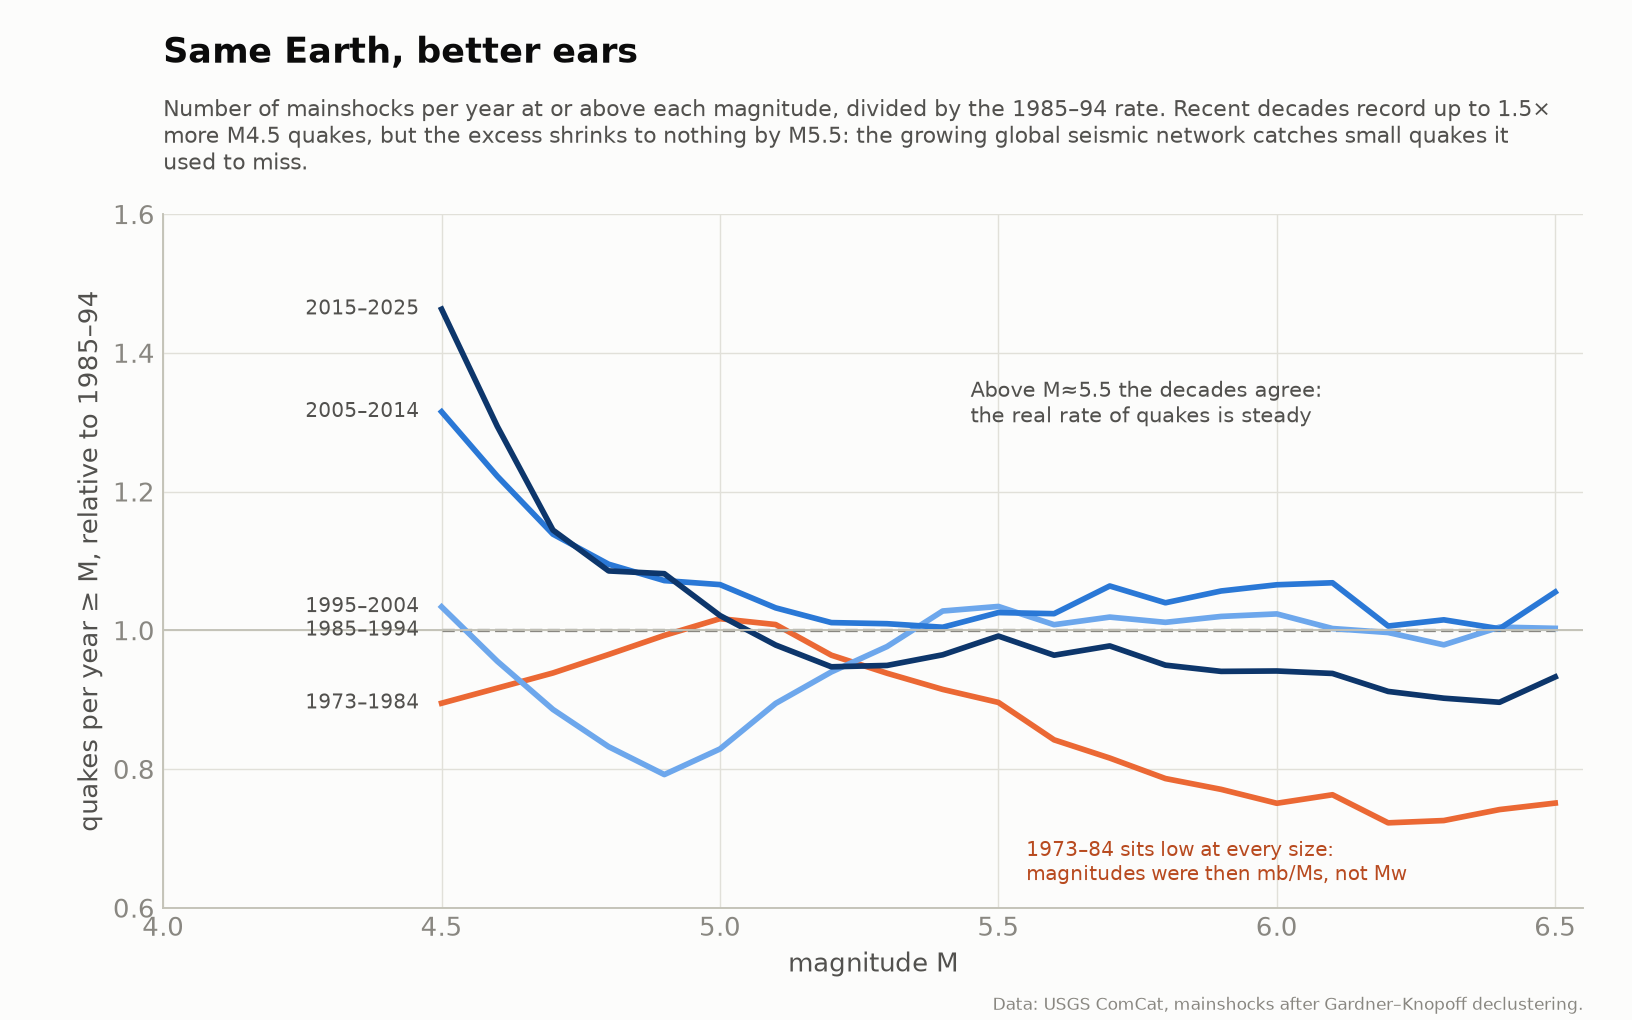 Same Earth, better ears
Number of mainshocks per year at or above each magnitude, divided by the 1985–94 rate. Recent decades record up to 1.5×
more M4.5 quakes, but the excess shrinks to nothing by M5.5: the growing global seismic network catches small quakes it
used to miss.
quakes per year ≥ M, relative to 1985–94
1.6
1.4
1.2
1.0
0.8
0.6
2015–2025
2005–2014
1995–2004
1985–1994
1973–1984
Above M≈5.5 the decades agree:
the real rate of quakes is steady
1973–84 sits low at every size:
magnitudes were then mb/Ms, not Mw
4.0 4.5 5.0 5.5 6.0 6.5
magnitude M
Data: USGS ComCat, mainshocks after Gardner–Knopoff declustering.